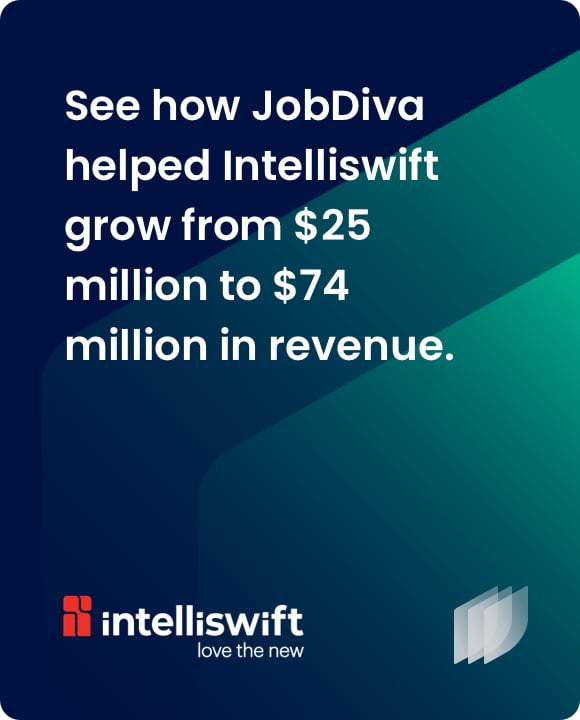 See how JobDiva
helped Intelliswift
grow from $25
million to $74
million in revenue.
intelliswift
love the new